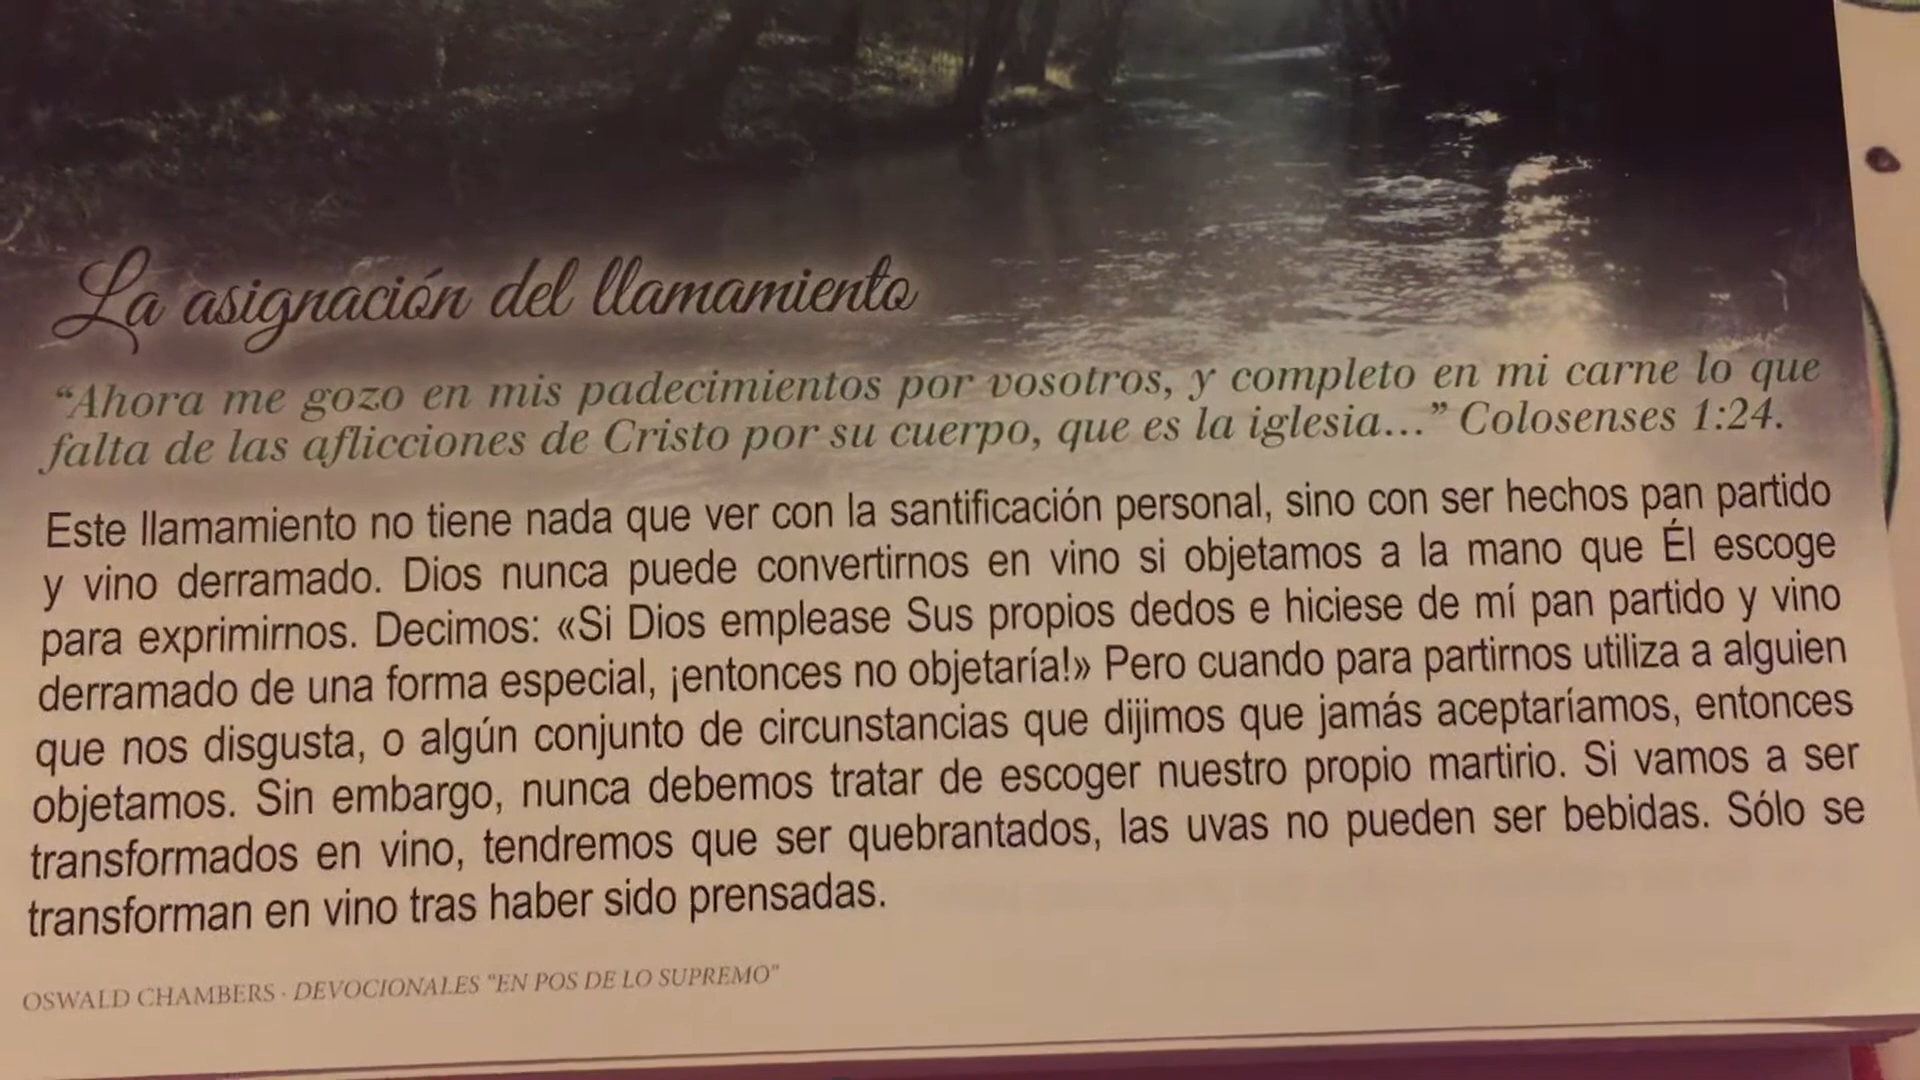 La asignación del llamamiento
“Ahora me gozo en mis padecimientos por vosotros, y completo en mi carne lo que
falta de las aflicciones de Cristo por su cuerpo, que es la iglesia...” Colosenses 1:24.
Este llamamiento no tiene nada que ver con la santificación personal, sino con ser hechos pan partido
y vino derramado. Dios nunca puede convertirnos en vino si objetamos a la mano que Él escoge
para exprimirnos. Decimos: «Si Dios emplease Sus propios dedos e hiciese de mí pan partido y vino
derramado de una forma especial, ¡entonces no objetaría!» Pero cuando para partirnos utiliza a alguien
que nos disgusta, o algún conjunto de circunstancias que dijimos que jamás aceptaríamos, entonces
objetamos. Sin embargo, nunca debemos tratar de escoger nuestro propio martirio. Si vamos a ser
transformados en vino, tendremos que ser quebrantados, las uvas no pueden ser bebidas. Sólo se
transforman en vino tras haber sido prensadas.
OSWALD CHAMBERS · DEVOCIONALES "EN POS DE LO SUPREMO"